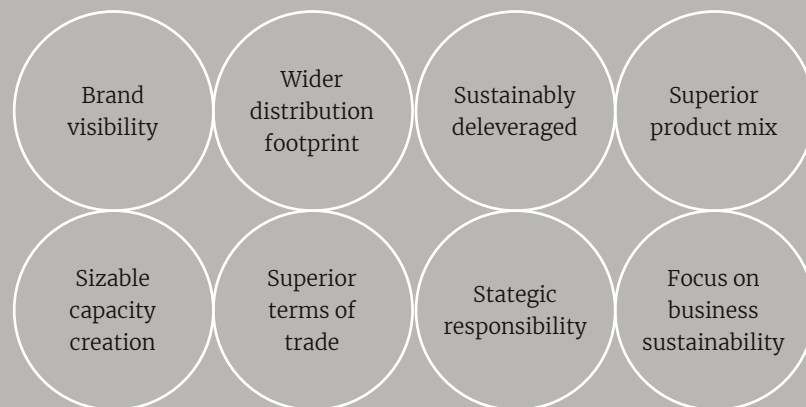 Brand
visibility
Wider
distribution
footprint
Sustainably
deleveraged
Superior
product mix
Sizable
capacity
creation
Superior
terms of
trade
Stategic
responsibility
Focus on
business
sustainability